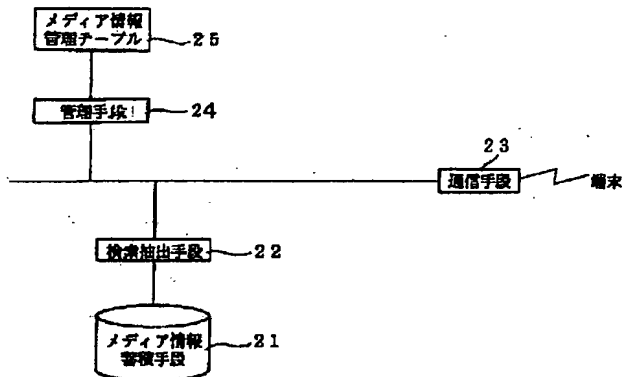 メディア情報
管理テーブル
25
管理手段
24
23
通信手段
端末
検索抽出手段
22
メディア情報
蓄積手段
21